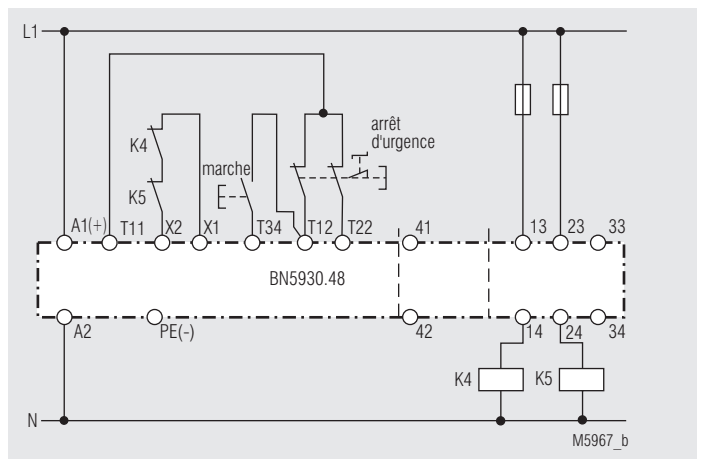 L1
K4
K5
marche
arrêt
d'urgence
A1(+)
T11
X2
X1
T34
T12
T22
41
13
23
33
BN5930.48
A2
PE(-)
42
14
24
34
K4
K5
N
M5967_b